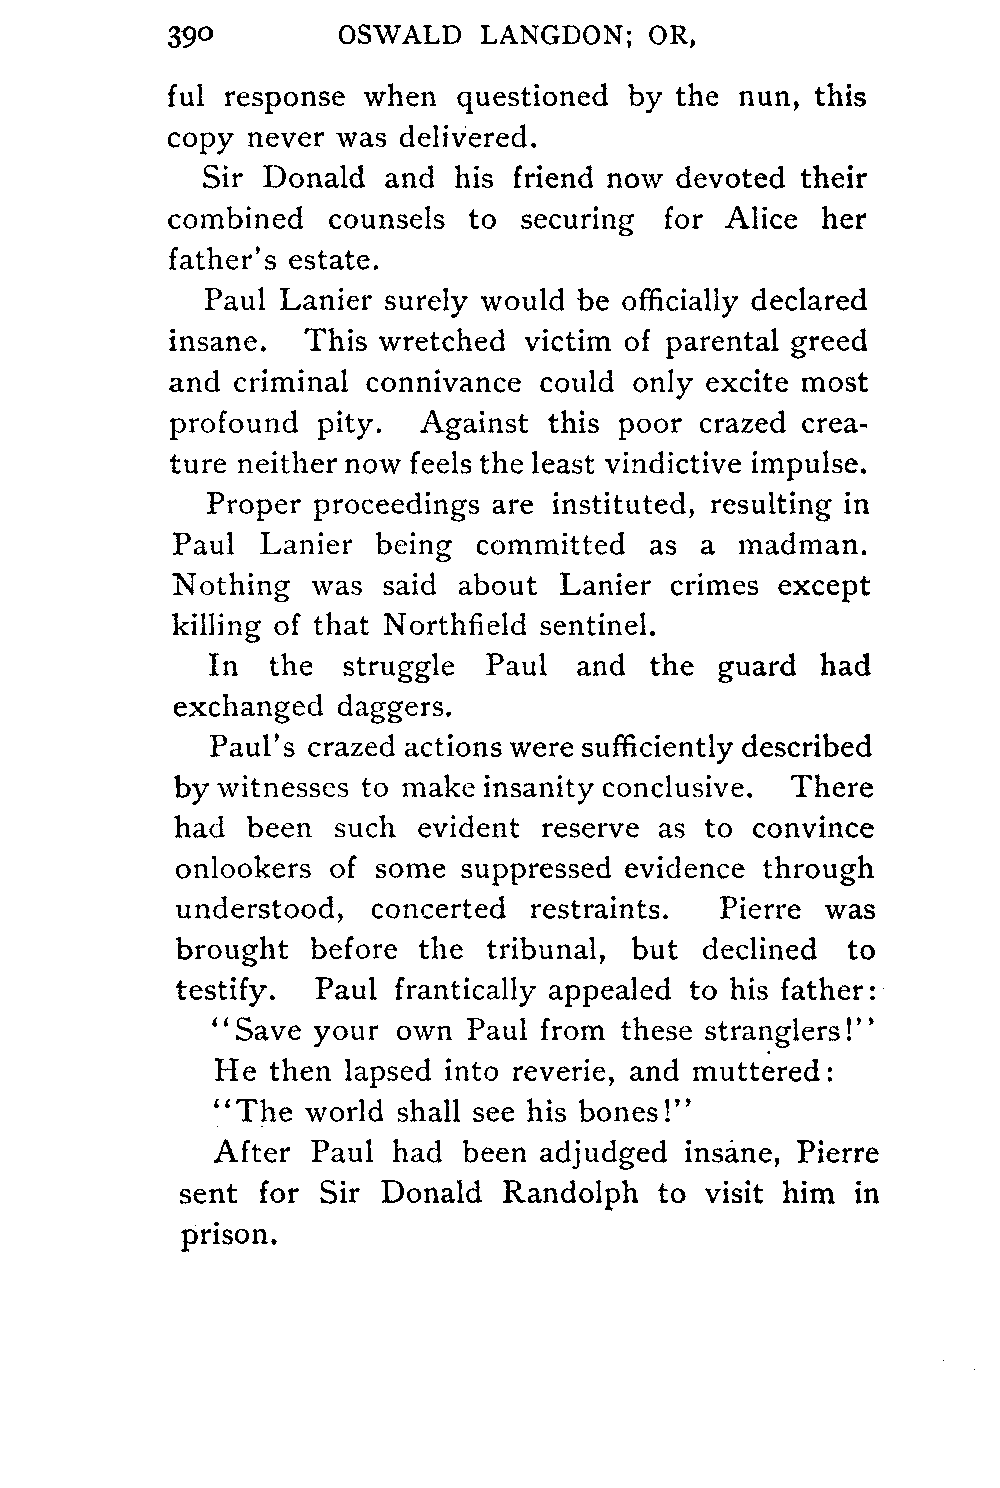 390 OSWALD LANGDON; OR,
ful response when questioned by the nun, this
copy never was delivered.
Sir Donald and his friend now devoted their
combined counsels to securing for Alice her
father's estate.
Paul Lanier surely would be officially declared
insane. This wretched victim of parental greed
and criminal connivance could only excite most
profound pity. Against this poor crazed crea-
ture neither now feels the least vindictive impulse.
Proper proceedings are instituted, resulting in
Paul Lanier being committed as a madman.
Nothing was said about Lanier crimes except
killing of that Northfield sentinel.
In the struggle Paul and the guard had
exchanged daggers.
Paul's crazed actions were sufficiently described
by witnesses to make insanity conclusive. There
had been such evident reserve as to convince
onlookers of some suppressed evidence through
understood, concerted restraints. Pierre was
brought before the tribunal, but declined to
testify. Paul frantically appealed to his father:
"Save your own Paul from these stranglers!"
He then lapsed into reverie, and muttered:
"The world shall see his bones!"
After Paul had been adjudged insane, Pierre
sent for Sir Donald Randolph to visit him in
prison.